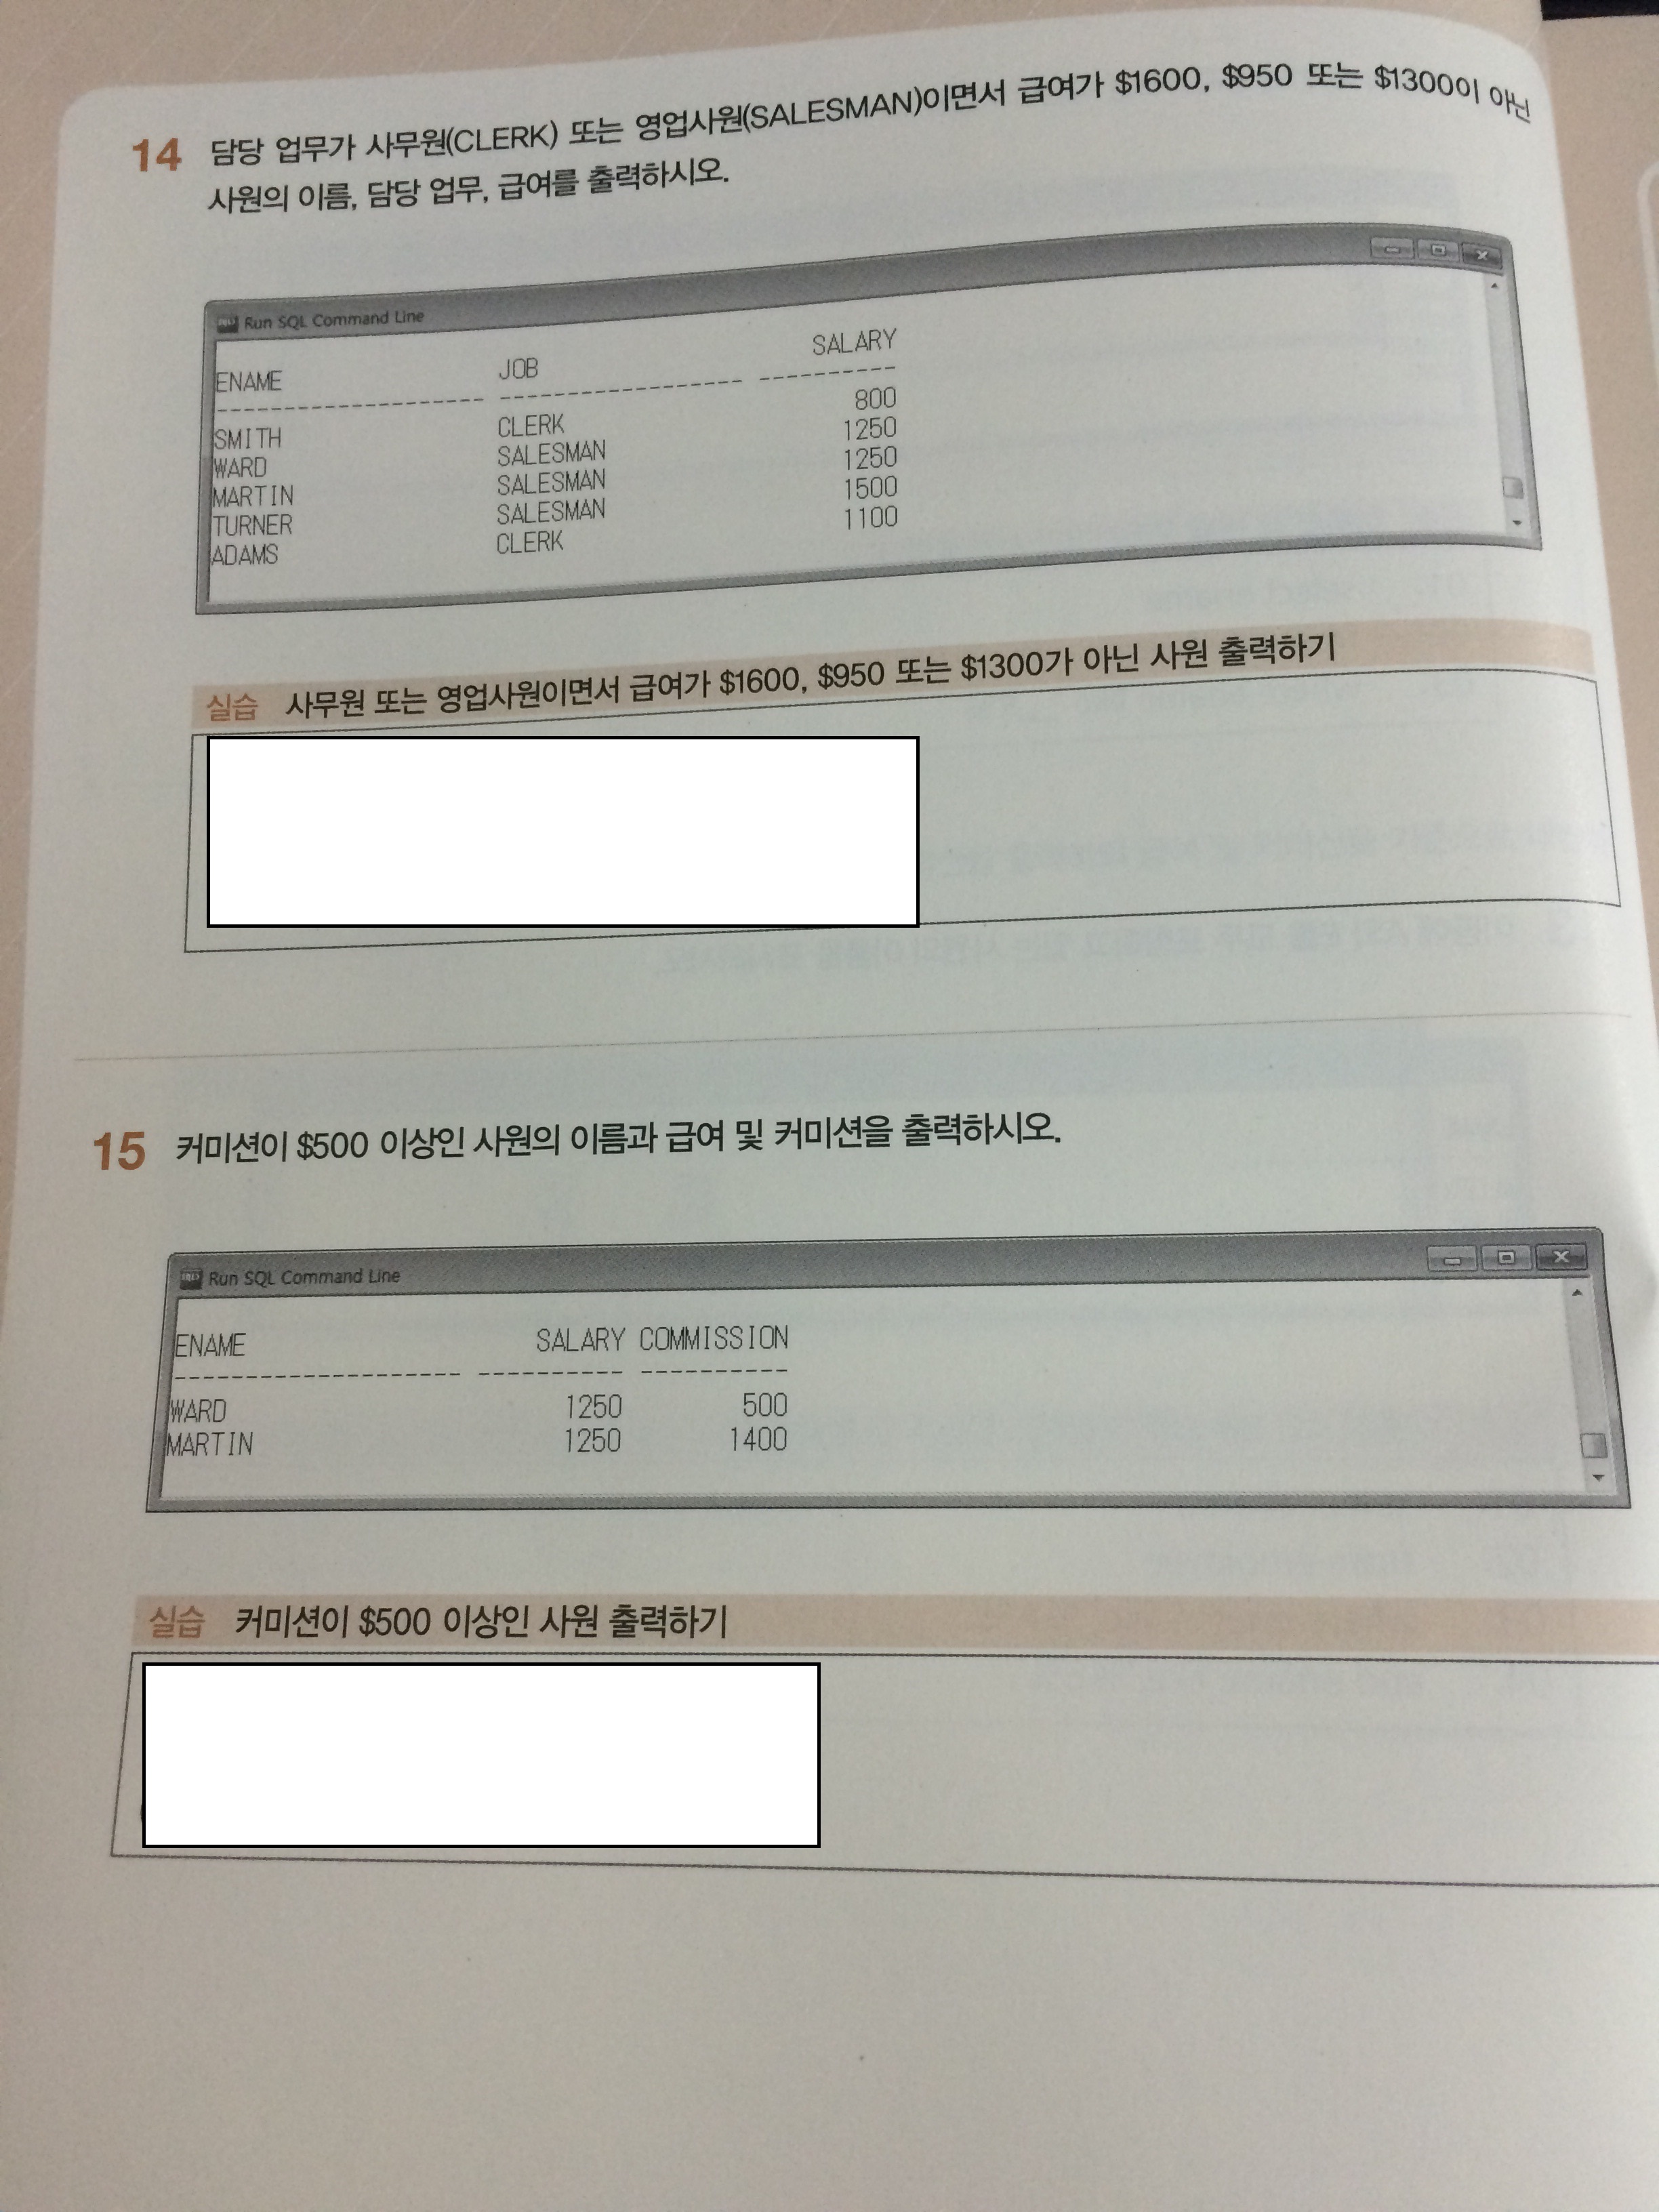 14 담당 업무가 사무원(CLERK) 또는 영업사원(SALESMAN)이면서 급여가 $1600, $950 또는 $1300이 아닌
사원의 이름, 담당 업무, 급여를 출력하시오.
Run SQL Command Line
ENAME JOB SALARY
-------------------- ------------------ ----------
SMITH CLERK 800
WARD SALESMAN 1250
MARTIN SALESMAN 1250
TURNER SALESMAN 1500
ADAMS CLERK 1100
실습 사무원 또는 영업사원이면서 급여가 $1600, $950 또는 $1300가 아닌 사원 출력하기
15 커미션이 $500 이상인 사원의 이름과 급여 및 커미션을 출력하시오.
Run SQL Command Line
ENAME SALARY COMMISSION
-------------------- ---------- ----------
WARD 1250 500
MARTIN 1250 1400
실습 커미션이 $500 이상인 사원 출력하기